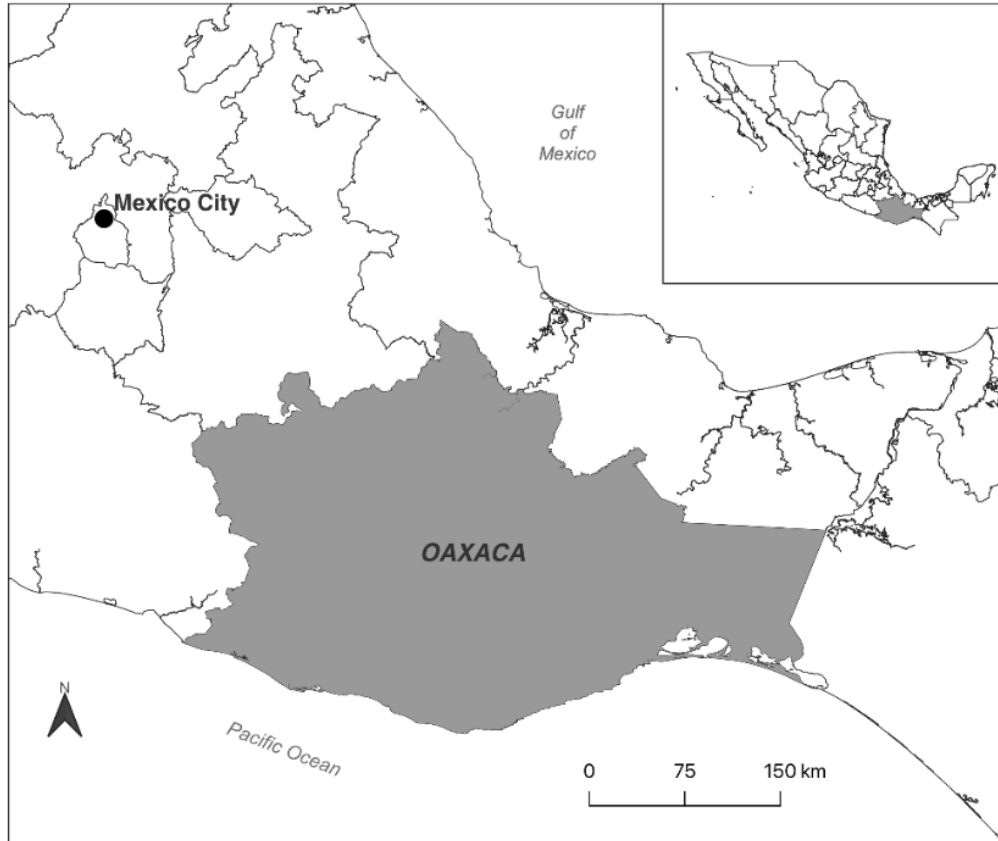 Gulf
of
Mexico
Mexico City
OAXACA
N
Pacific Ocean
0 75 150 km